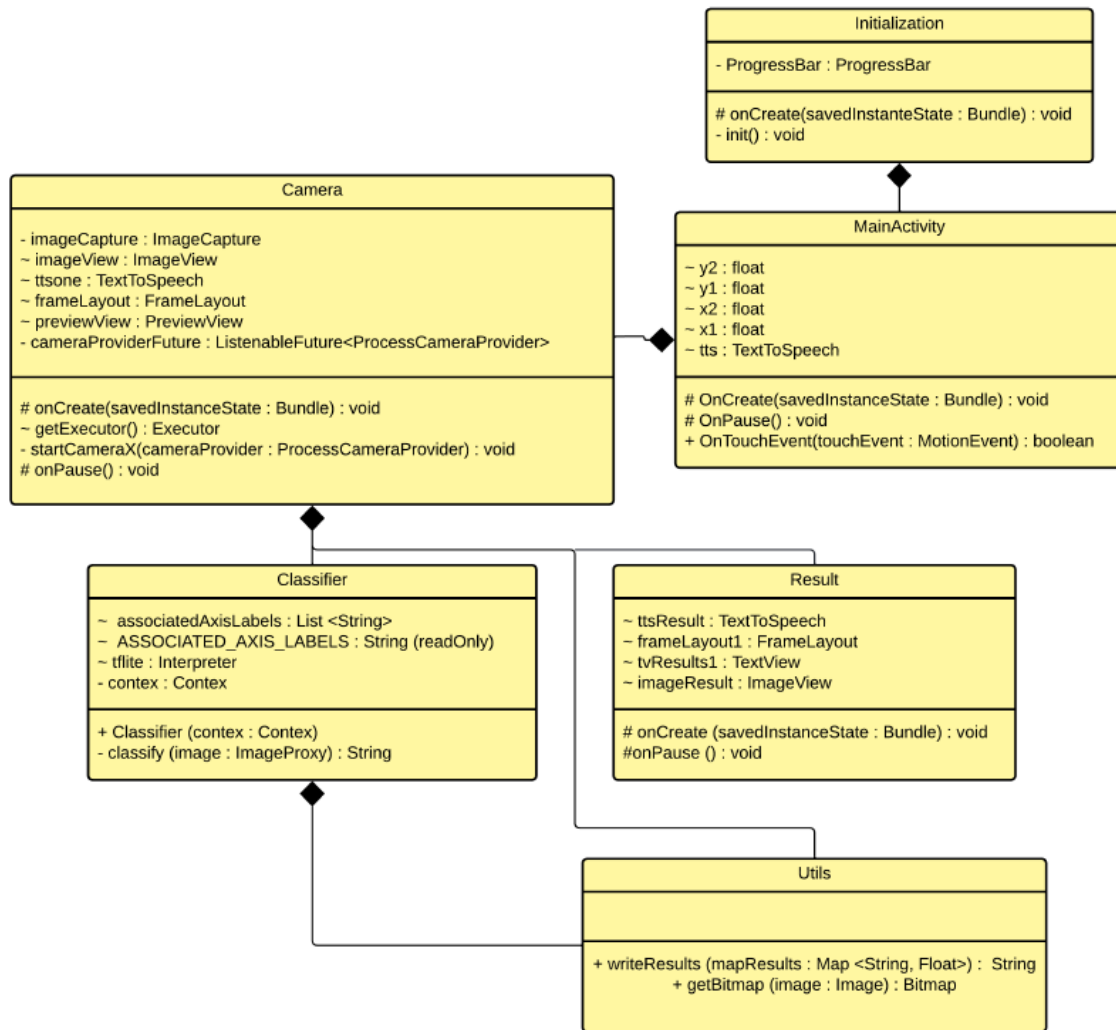 Initialization
- ProgressBar : ProgressBar
# onCreate(savedInstanteState : Bundle) : void
- init() : void
Camera
- imageCapture : ImageCapture
~ imageView : ImageView
~ ttsone : TextToSpeech
~ frameLayout : FrameLayout
~ previewView : PreviewView
- cameraProviderFuture : ListenableFuture<ProcessCameraProvider>
# onCreate(savedInstanceState : Bundle) : void
~ getExecutor() : Executor
- startCameraX(cameraProvider : ProcessCameraProvider) : void
# onPause() : void
MainActivity
~ y2 : float
~ y1 : float
~ x2 : float
~ x1 : float
~ tts : TextToSpeech
# OnCreate(savedInstanceState : Bundle) : void
# OnPause() : void
+ OnTouchEvent(touchEvent : MotionEvent) : boolean
Classifier
~ associatedAxisLabels : List <String>
~ ASSOCIATED_AXIS_LABELS : String (readOnly)
~ tflite : Interpreter
- contex : Contex
+ Classifier (contex : Contex)
- classify (image : ImageProxy) : String
Result
~ ttsResult : TextToSpeech
~ frameLayout1 : FrameLayout
~ tvResults1 : TextView
~ imageResult : ImageView
# onCreate (savedInstanceState : Bundle) : void
#onPause () : void
Utils
+ writeResults (mapResults : Map <String, Float>) : String
+ getBitmap (image : Image) : Bitmap